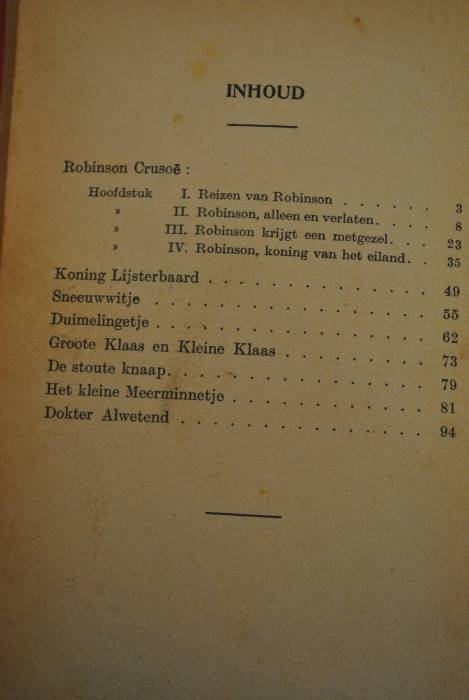 INHOUD
Robinson Crusoë :
Hoofdstuk I. Reizen van Robinson . . . . . . 3
» II. Robinson, alleen en verlaten . . . . 8
» III. Robinson krijgt een metgezel . . . 23
» IV. Robinson, koning van het eiland . . 35
Koning Lijsterbaard . . . . . . . . . . . 49
Sneeuwwitje . . . . . . . . . . . . . 55
Duimelingetje . . . . . . . . . . . . . 62
Groote Klaas en Kleine Klaas . . . . . . . 73
De stoute knaap . . . . . . . . . . . . 79
Het kleine Meerminnetje . . . . . . . . . . 81
Dokter Alwetend . . . . . . . . . . . . 94